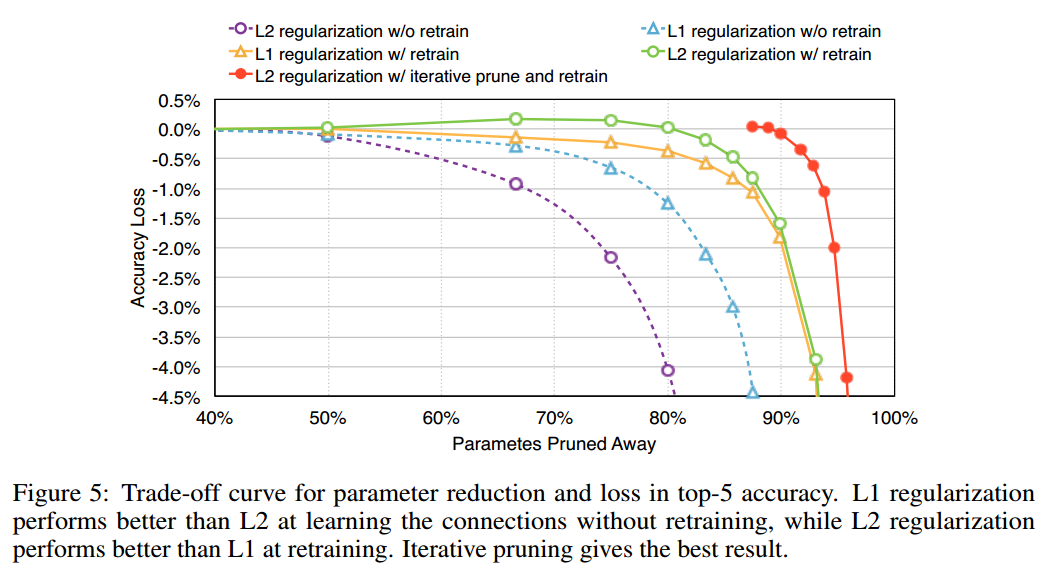 L2 regularization w/o retrain
L1 regularization w/o retrain
L1 regularization w/ retrain
L2 regularization w/ retrain
L2 regularization w/ iterative prune and retrain
0.5%
0.0%
-0.5%
-1.0%
-1.5%
-2.0%
-2.5%
-3.0%
-3.5%
-4.0%
-4.5%
Accuracy Loss
40% 50% 60% 70% 80% 90% 100%
Parametes Pruned Away
Figure 5: Trade-off curve for parameter reduction and loss in top-5 accuracy. L1 regularization
performs better than L2 at learning the connections without retraining, while L2 regularization
performs better than L1 at retraining. Iterative pruning gives the best result.